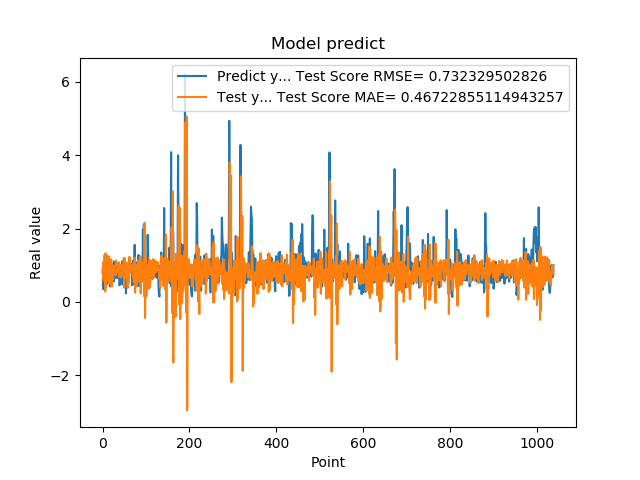 Model predict
Predict y... Test Score RMSE= 0.732329502826
Test y... Test Score MAE= 0.46722855114943257
Real value
6
4
2
0
−2
0 200 400 600 800 1000
Point